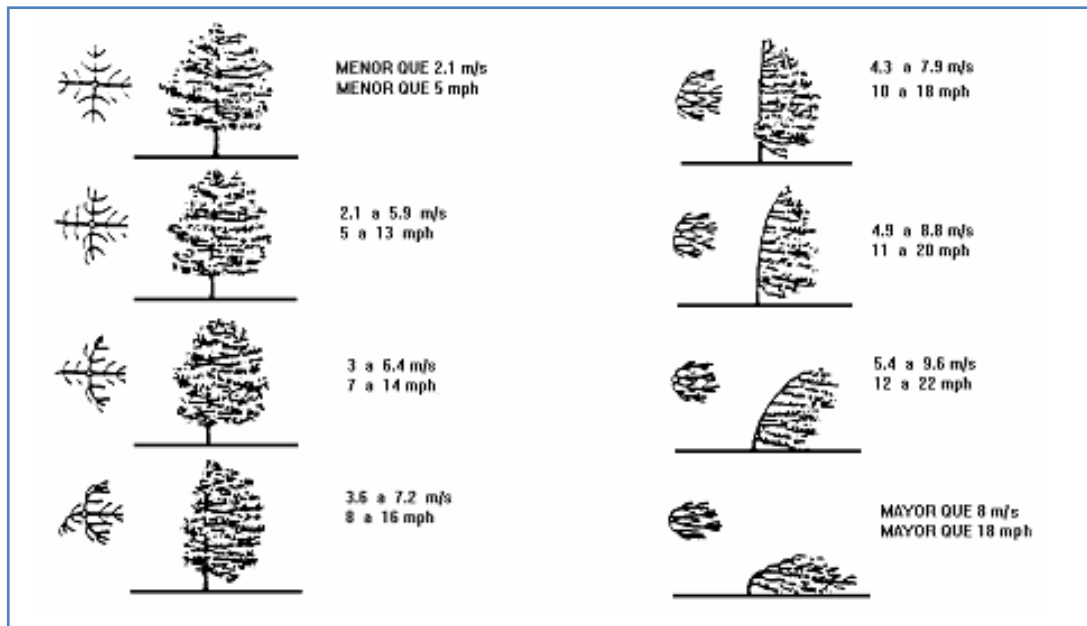 MENOR QUE 2.1 m/s
MENOR QUE 5 mph
2.1 a 5.9 m/s
5 a 13 mph
3 a 6.4 m/s
7 a 14 mph
3.6 a 7.2 m/s
8 a 16 mph
4.3 a 7.9 m/s
10 a 18 mph
4.9 a 8.8 m/s
11 a 20 mph
5.4 a 9.6 m/s
12 a 22 mph
MAYOR QUE 8 m/s
MAYOR QUE 18 mph